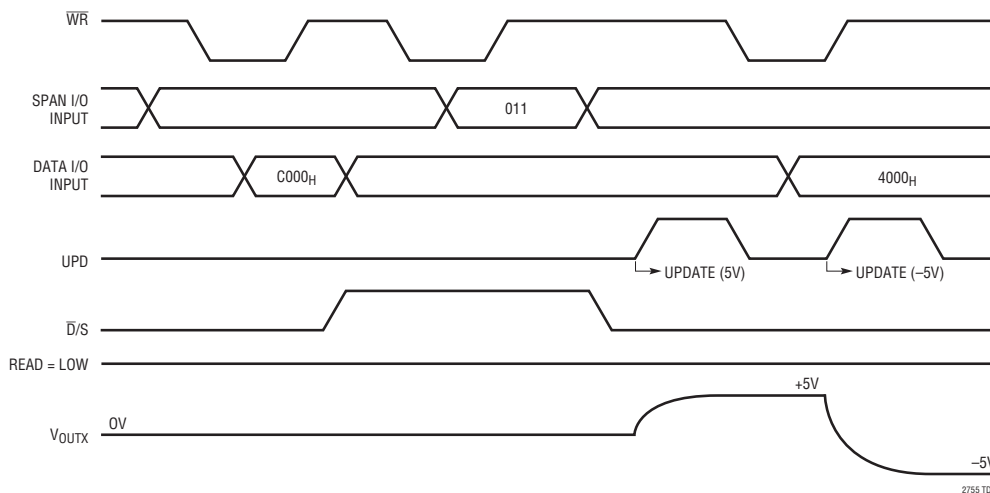 WR
SPAN I/O
INPUT
011
DATA I/O
INPUT
C000H
4000H
UPD
UPDATE (5V)
UPDATE (–5V)
D/S
READ = LOW
VOUTX
0V
+5V
–5V
2755 TD